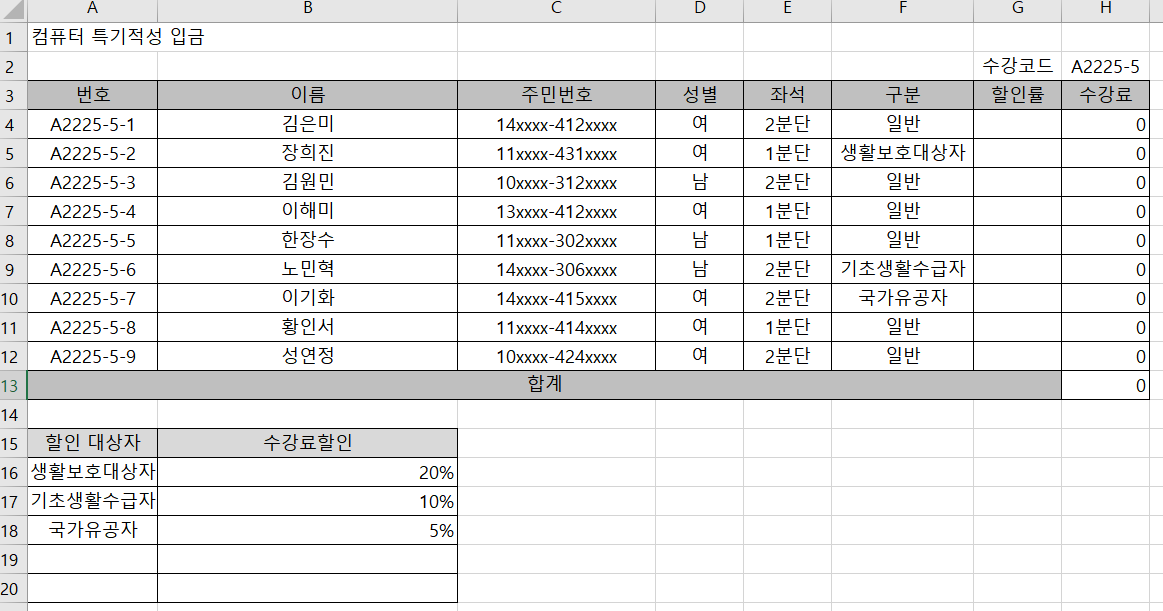 A B C D E F G H
1 컴퓨터 특기적성 입금
2 수강코드 A2225-5
3 번호 이름 주민번호 성별 좌석 구분 할인률 수강료
4 A2225-5-1 김은미 14xxxx-412xxxx 여 2분단 일반 0
5 A2225-5-2 장희진 11xxxx-431xxxx 여 1분단 생활보호대상자 0
6 A2225-5-3 김원민 10xxxx-312xxxx 남 2분단 일반 0
7 A2225-5-4 이해미 13xxxx-412xxxx 여 1분단 일반 0
8 A2225-5-5 한장수 11xxxx-302xxxx 남 1분단 일반 0
9 A2225-5-6 노민혁 14xxxx-306xxxx 남 2분단 기초생활수급자 0
10 A2225-5-7 이기화 14xxxx-415xxxx 여 2분단 국가유공자 0
11 A2225-5-8 황인서 11xxxx-414xxxx 여 1분단 일반 0
12 A2225-5-9 성연정 10xxxx-424xxxx 여 2분단 일반 0
13 합계 0
14
15 할인 대상자 수강료할인
16 생활보호대상자 20%
17 기초생활수급자 10%
18 국가유공자 5%
19
20